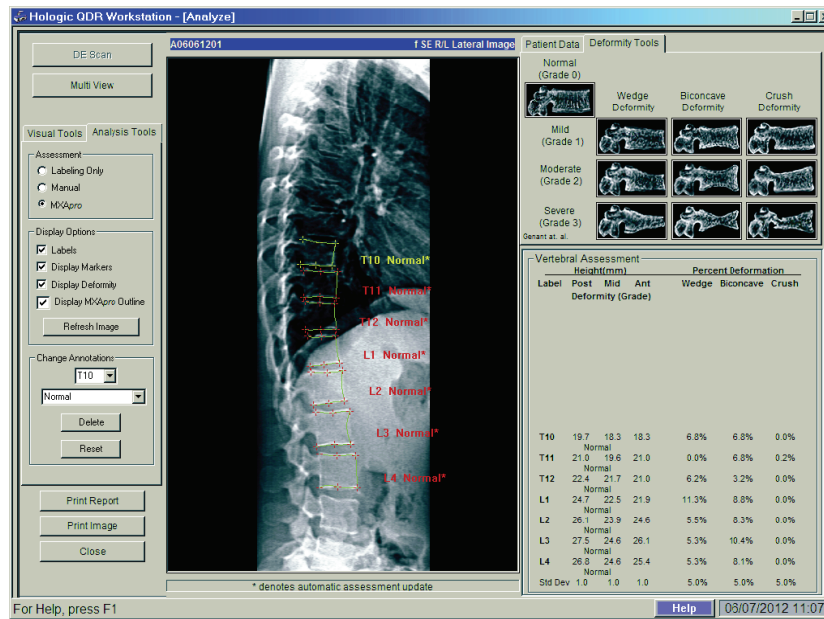 Hologic QDR Workstation - [Analyze]
DE Scan
Multi View
Visual Tools Analysis Tools
Assessment
Labeling Only
Manual
MXApro
Display Options
Labels
Display Markers
Display Deformity
Display MXApro Outline
Refresh Image
Change Annotations
T10
Normal
Delete
Reset
Print Report
Print Image
Close
A06061201 f SE R/L Lateral Image
T10 Normal*
T11 Normal*
T12 Normal*
L1 Normal*
L2 Normal*
L3 Normal*
L4 Normal*
* denotes automatic assessment update
Patient Data Deformity Tools
Normal
(Grade 0)
Wedge Biconcave Crush
Deformity Deformity Deformity
Mild
(Grade 1)
Moderate
(Grade 2)
Severe
(Grade 3)
Genant at. al.
Vertebral Assessment
Height(mm) Percent Deformation
Label Post Mid Ant Wedge Biconcave Crush
Deformity (Grade)
T10 19.7 18.3 18.3 6.8% 6.8% 0.0%
Normal
T11 21.0 19.6 21.0 0.0% 6.8% 0.2%
Normal
T12 22.4 21.7 21.0 6.2% 3.2% 0.0%
Normal
L1 24.7 22.5 21.9 11.3% 8.8% 0.0%
Normal
L2 26.1 23.9 24.6 5.5% 8.3% 0.0%
Normal
L3 27.5 24.6 26.1 5.3% 10.4% 0.0%
Normal
L4 26.8 24.6 25.4 5.3% 8.1% 0.0%
Normal
Std Dev 1.0 1.0 1.0 5.0% 5.0% 5.0%
For Help, press F1
Help
06/07/2012 11:07